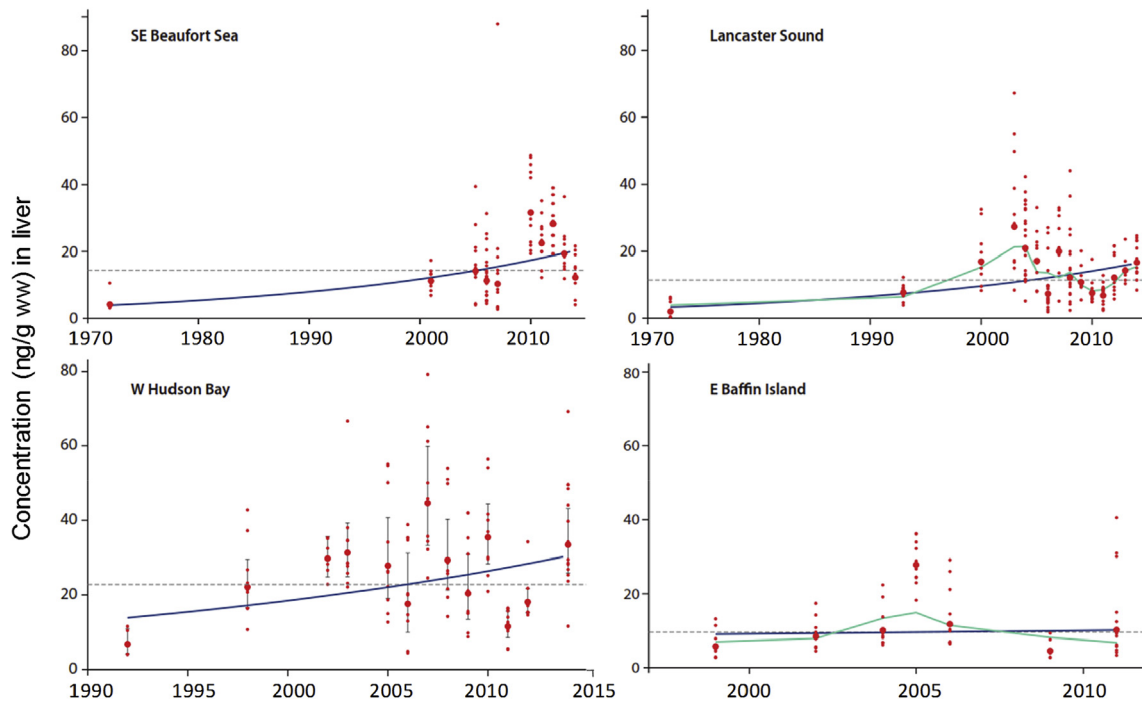 Concentration (ng/g ww) in liver
SE Beaufort Sea
80
60
40
20
0
1970 1980 1990 2000 2010
Lancaster Sound
80
60
40
20
0
1970 1980 1990 2000 2010
W Hudson Bay
80
60
40
20
0
1990 1995 2000 2005 2010 2015
E Baffin Island
80
60
40
20
0
2000 2005 2010